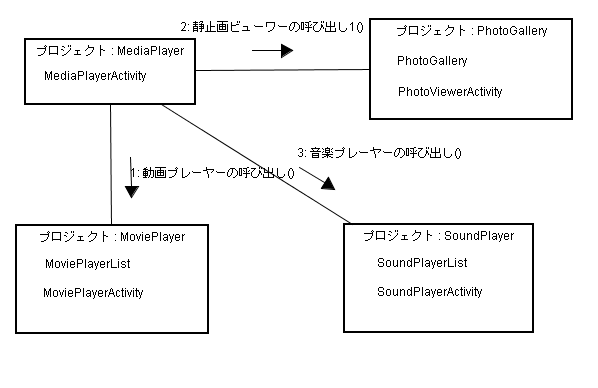 2: 静止画ビューワーの呼び出し1()
プロジェクト : MediaPlayer
MediaPlayerActivity
プロジェクト : PhotoGallery
PhotoGallery
PhotoViewerActivity
1: 動画プレーヤーの呼び出し()
3: 音楽プレーヤーの呼び出し()
プロジェクト : MoviePlayer
MoviePlayerList
MoviePlayerActivity
プロジェクト : SoundPlayer
SoundPlayerList
SoundPlayerActivity